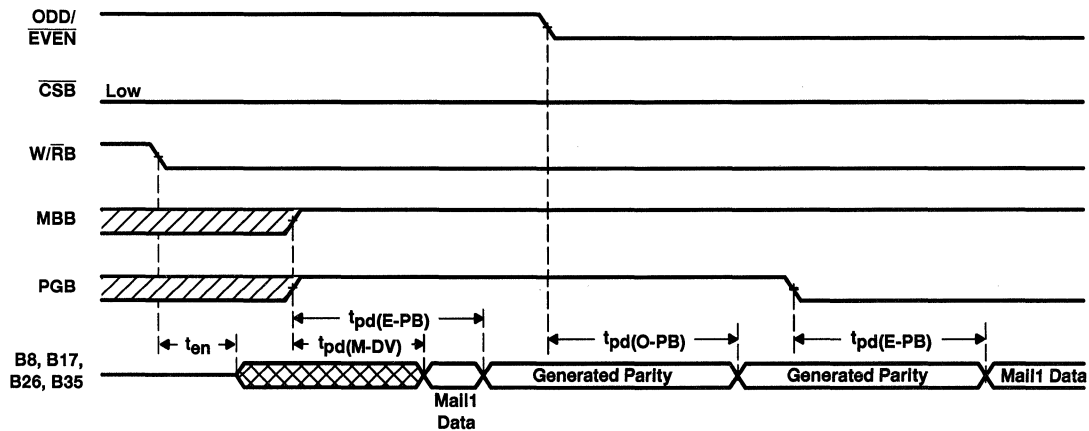 ODD/
EVEN
CSB
Low
W/RB
MBB
PGB
tpd(E-PB)
ten
tpd(M-DV)
tpd(O-PB)
tpd(E-PB)
B8, B17,
B26, B35
Generated Parity
Generated Parity
Mail1 Data
Mail1
Data